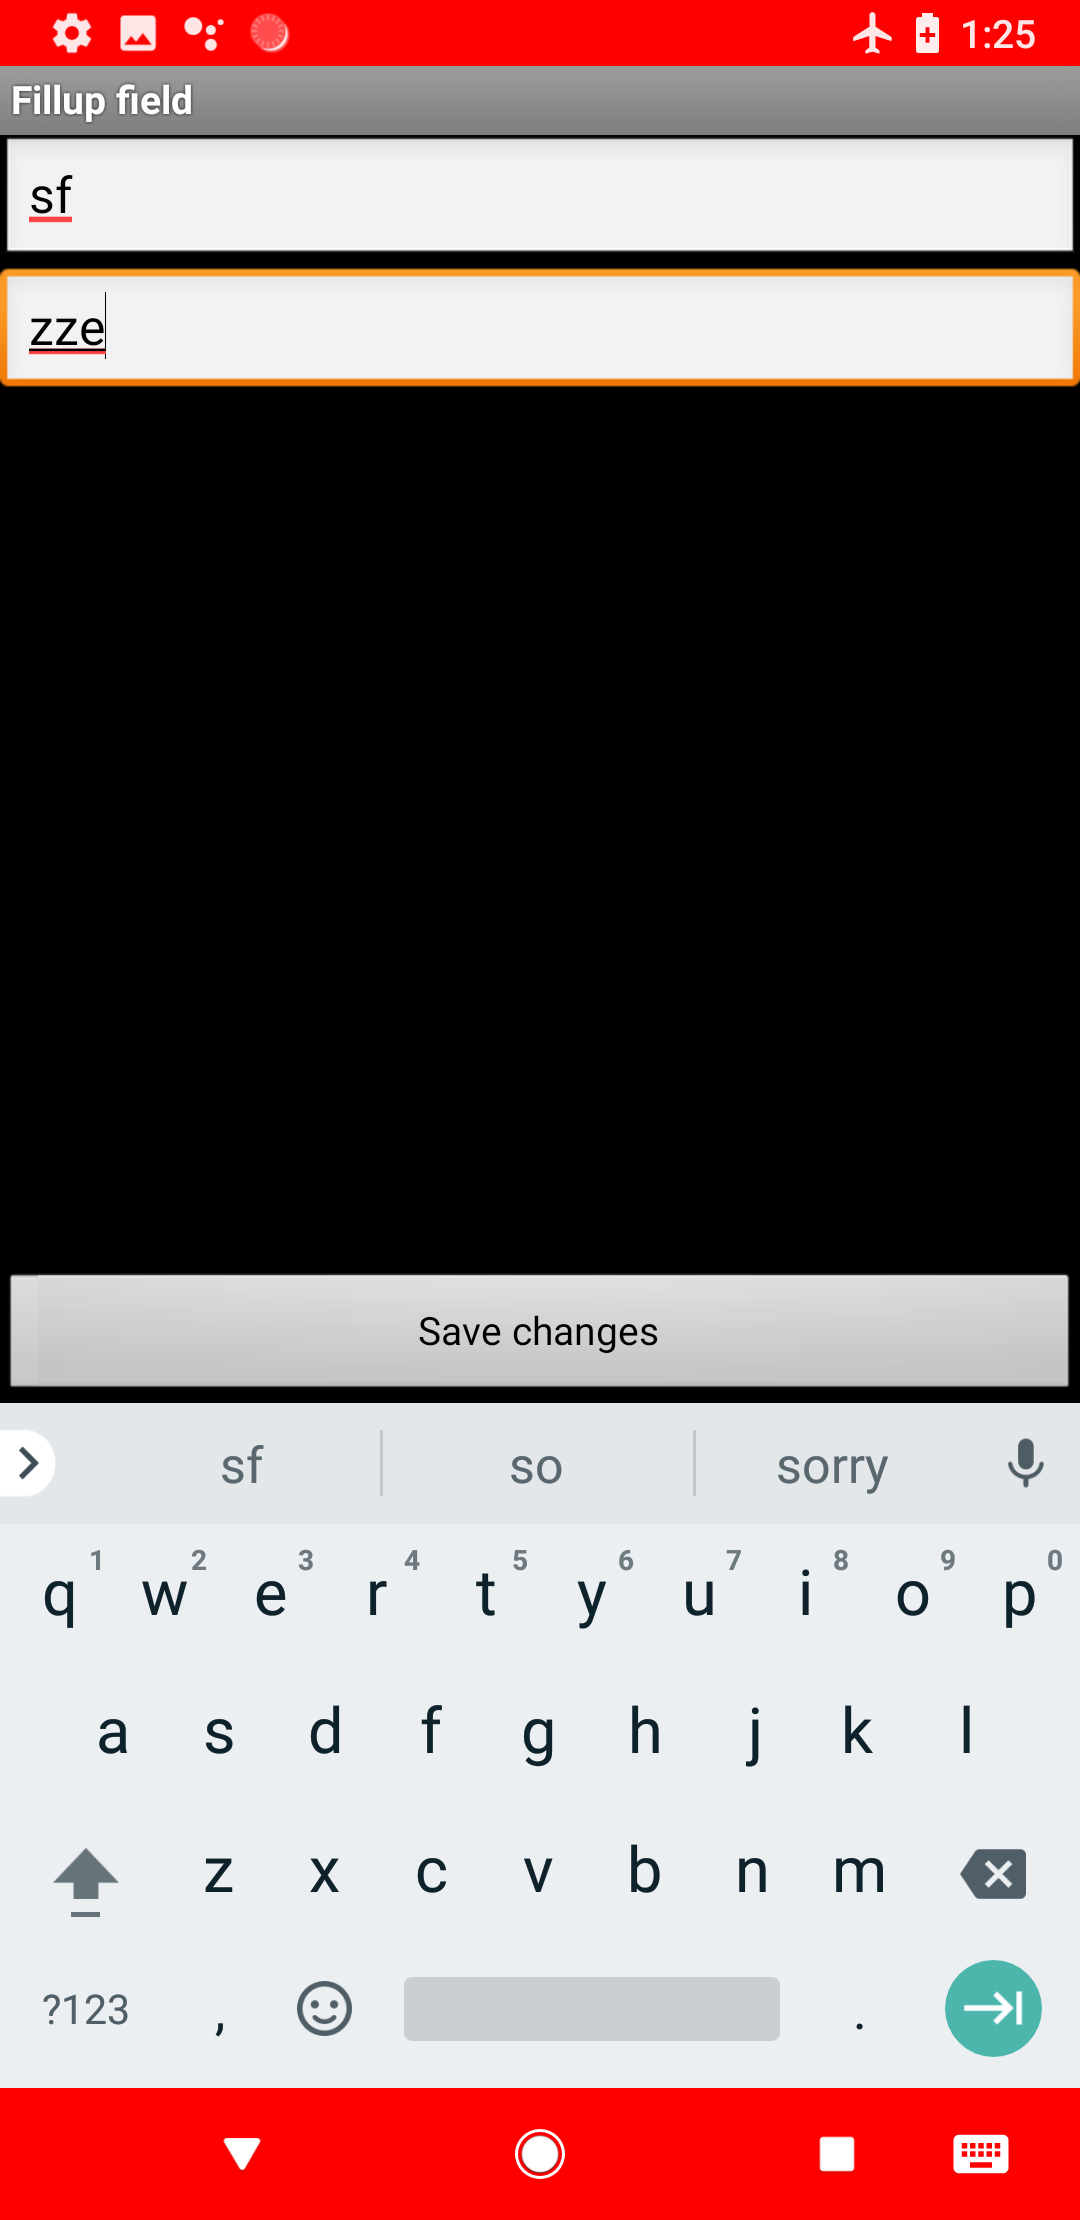 1:25
Fillup field
sf
zze
Save changes
sf so sorry
1 2 3 4 5 6 7 8 9 0
q w e r t y u i o p
a s d f g h j k l
z x c v b n m
?123 , .